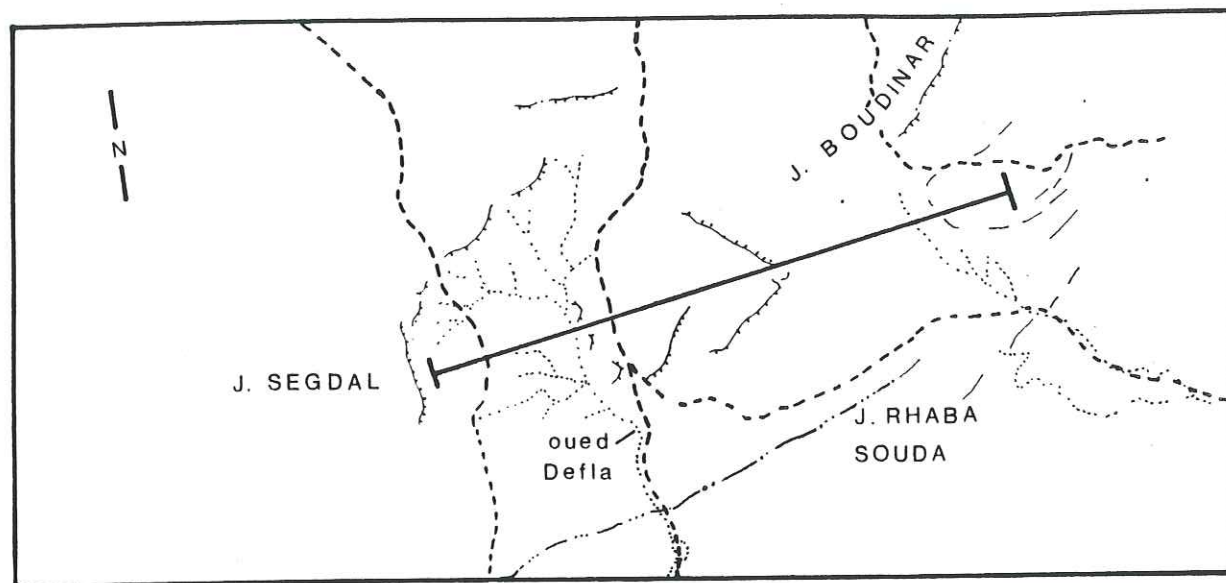 N
J. BOUDINAR
J. SEGDAL
oued
Defla
J. RHABA
SOUDA